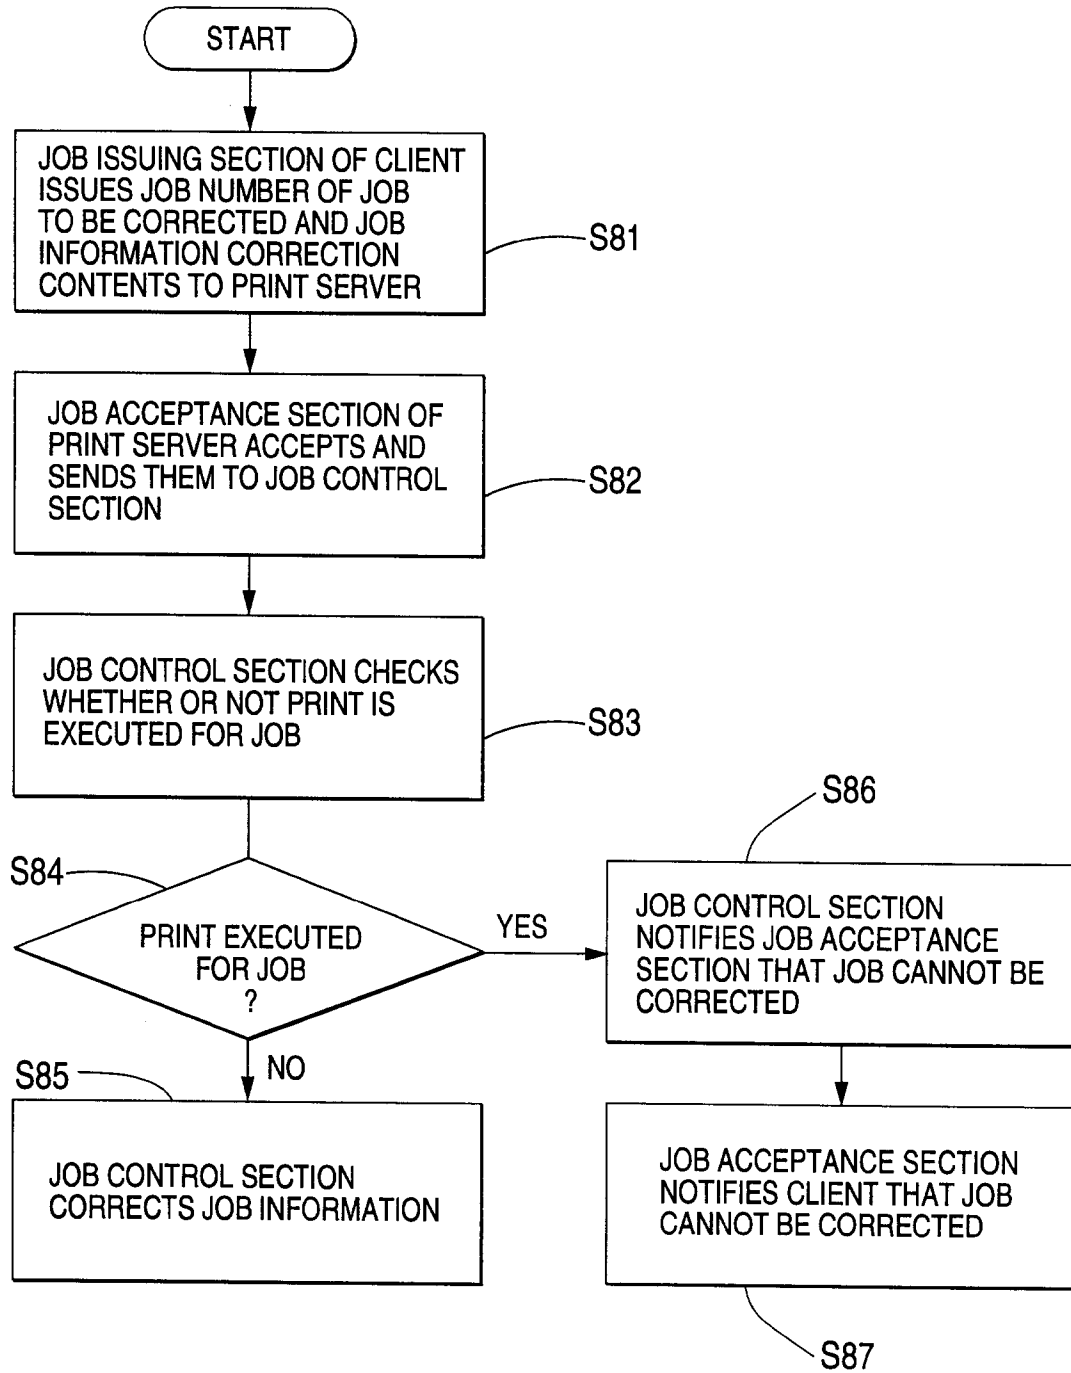 START
JOB ISSUING SECTION OF CLIENT
ISSUES JOB NUMBER OF JOB
TO BE CORRECTED AND JOB
INFORMATION CORRECTION
CONTENTS TO PRINT SERVER
S81
JOB ACCEPTANCE SECTION OF
PRINT SERVER ACCEPTS AND
SENDS THEM TO JOB CONTROL
SECTION
S82
JOB CONTROL SECTION CHECKS
WHETHER OR NOT PRINT IS
EXECUTED FOR JOB
S83
S84
PRINT EXECUTED
FOR JOB
?
YES
NO
S86
JOB CONTROL SECTION
NOTIFIES JOB ACCEPTANCE
SECTION THAT JOB CANNOT BE
CORRECTED
S85
JOB CONTROL SECTION
CORRECTS JOB INFORMATION
JOB ACCEPTANCE SECTION
NOTIFIES CLIENT THAT JOB
CANNOT BE CORRECTED
S87